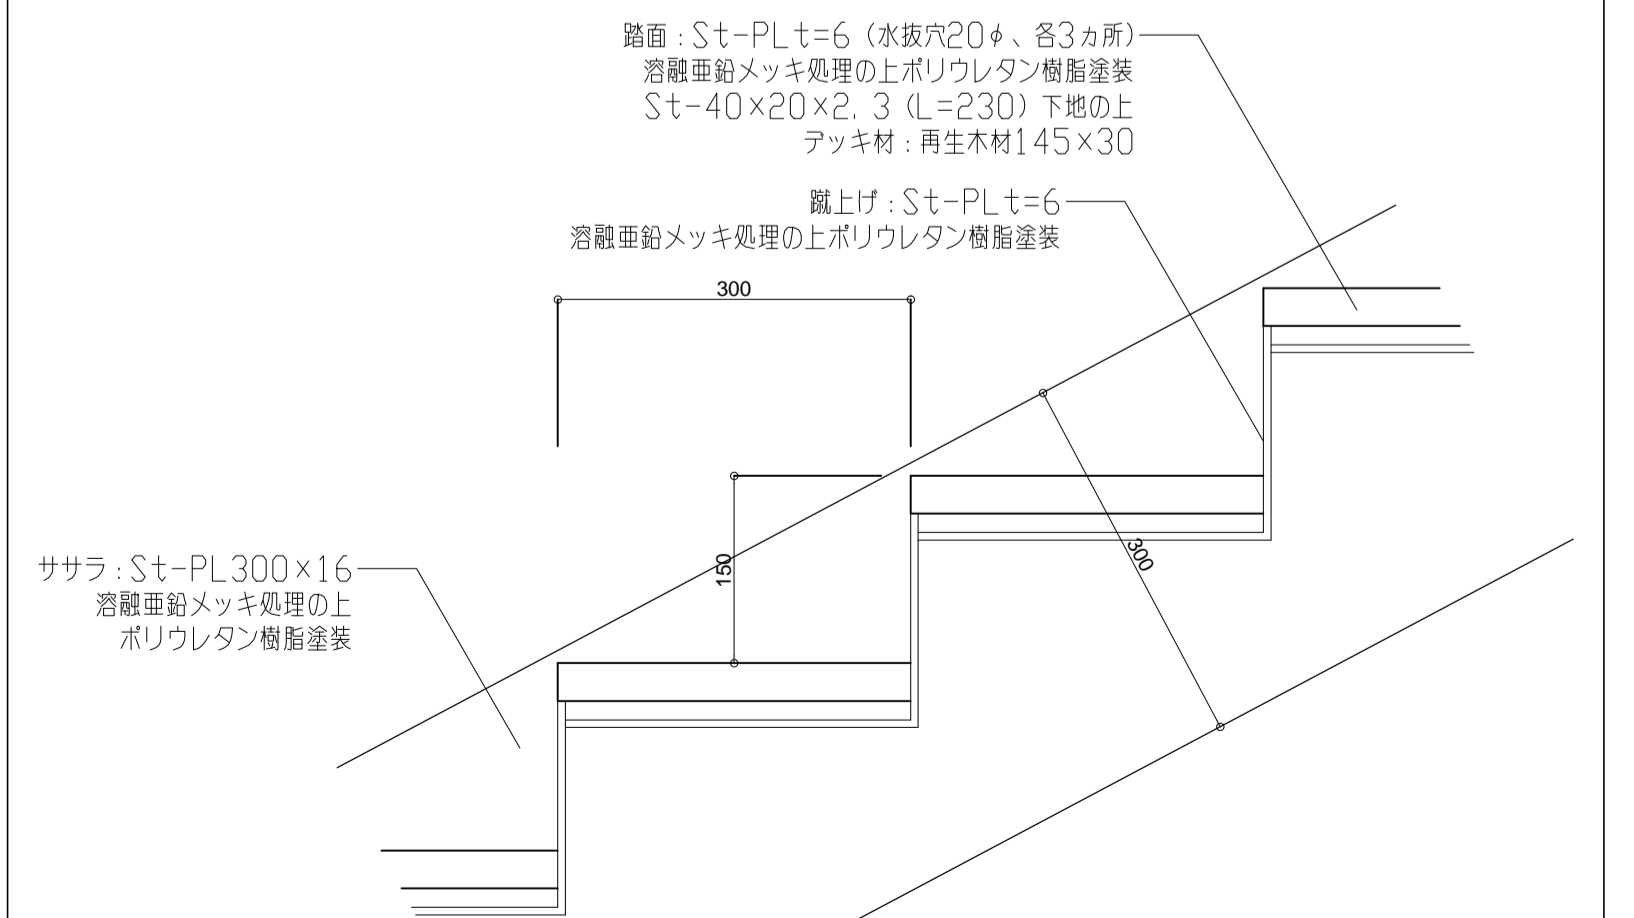 踏面：St-PLt=6（水抜穴20φ、各3ヵ所）
溶融亜鉛メッキ処理の上ポリウレタン樹脂塗装
St-40×20×2.3（L=230）下地の上
デッキ材：再生木材145×30
蹴上げ：St-PLt=6
溶融亜鉛メッキ処理の上ポリウレタン樹脂塗装
300
150
300
ササラ：St-PL300×16
溶融亜鉛メッキ処理の上
ポリウレタン樹脂塗装